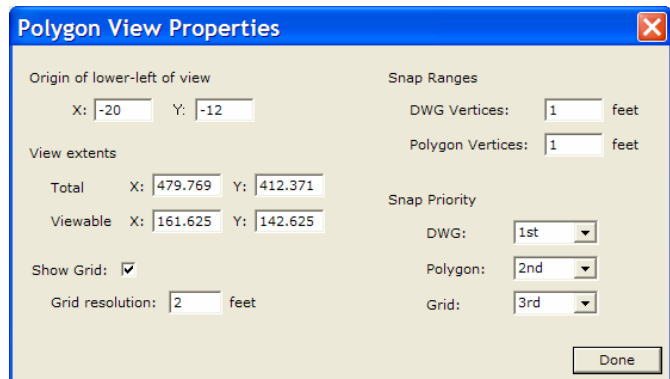 Polygon View Properties
Origin of lower-left of view
X: -20 Y: -12
View extents
Total X: 479.769 Y: 412.371
Viewable X: 161.625 Y: 142.625
Show Grid:
Grid resolution: 2 feet
Snap Ranges
DWG Vertices: 1 feet
Polygon Vertices: 1 feet
Snap Priority
DWG: 1st
Polygon: 2nd
Grid: 3rd
Done